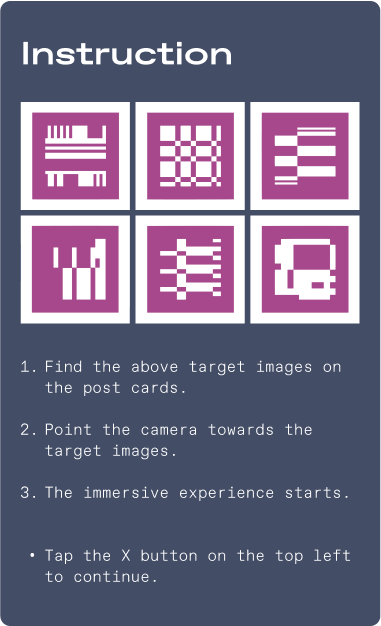 Instruction
1. Find the above target images on
the post cards.
2. Point the camera towards the
target images.
3. The immersive experience starts.
• Tap the X button on the top left
to continue.